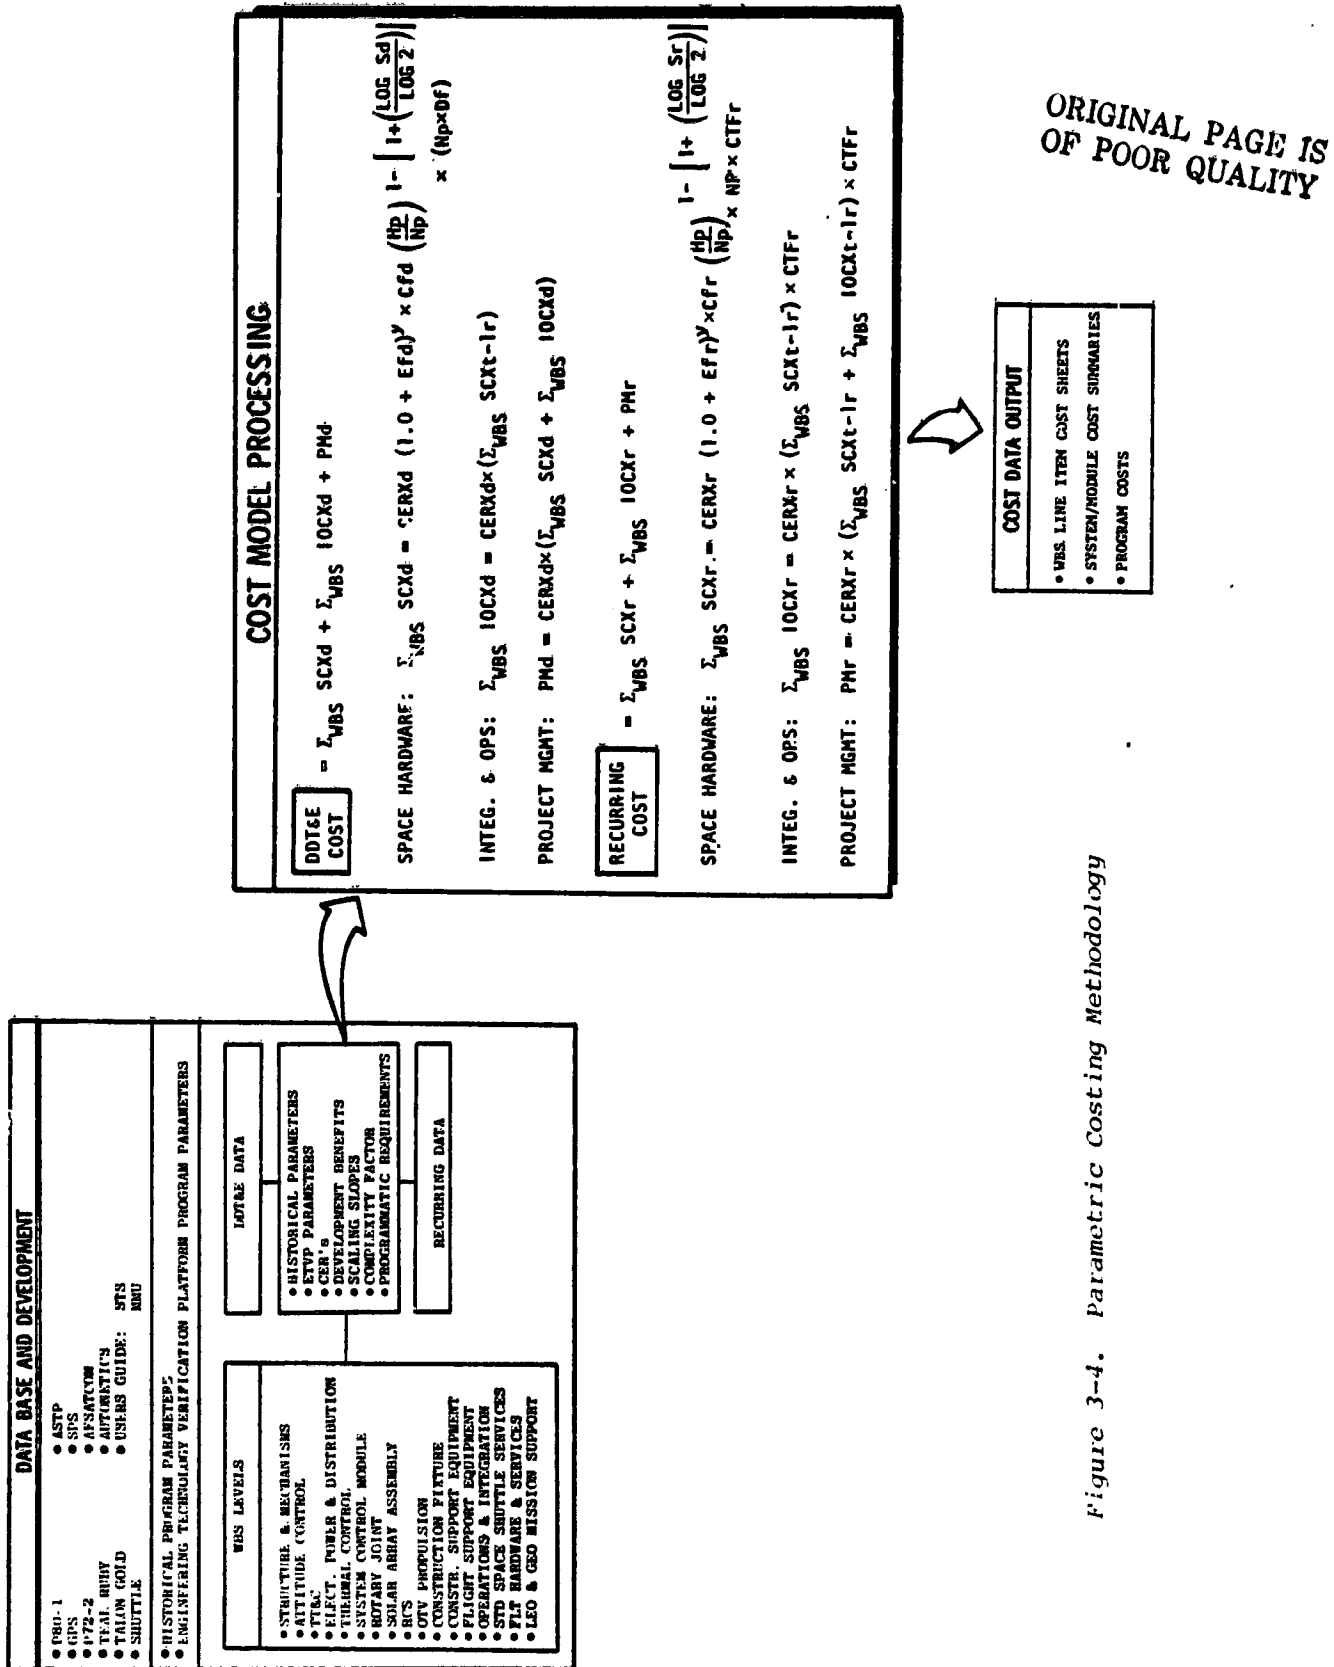 DATA BASE AND DEVELOPMENT
• P80-1 • ASTP
• GPS • SPS
• P72-2 • AFSATCOM
• TEAL RUBY • AUTONETICS
• TALON GOLD • USERS GUIDE: STS
• SHUTTLE MMU
• HISTORICAL PROGRAM PARAMETERS
• ENGINEERING TECHNOLOGY VERIFICATION PLATFORM PROGRAM PARAMETERS
WBS LEVELS
• STRUCTURE & MECHANISMS
• ATTITUDE CONTROL
• TT&C
• ELECT. POWER & DISTRIBUTION
• THERMAL CONTROL
• SYSTEM CONTROL MODULE
• ROTARY JOINT
• SOLAR ARRAY ASSEMBLY
• RCS
• OTV PROPULSION
• CONSTRUCTION FIXTURE
• CONSTR. SUPPORT EQUIPMENT
• FLIGHT SUPPORT EQUIPMENT
• OPERATIONS & INTEGRATION
• STD SPACE SHUTTLE SERVICES
• FLT HARDWARE & SERVICES
• LEO & GEO MISSION SUPPORT
DDT&E DATA
• HISTORICAL PARAMETERS
• ETVP PARAMETERS
• CER's
• DEVELOPMENT BENEFITS
• SCALING SLOPES
• COMPLEXITY FACTOR
• PROGRAMMATIC REQUIREMENTS
RECURRING DATA
COST MODEL PROCESSING
DDT&E COST = Σ_WBS SCXd + Σ_WBS IOCXd + PMd
SPACE HARDWARE: Σ_WBS SCXd = CERXd (1.0 + Efd)^y × Cfd (Hp/Np)^1-[1+(LOG Sd/LOG 2)] × (Np×Df)
INTEG. & OPS: Σ_WBS IOCXd = CERXd×(Σ_WBS SCXt-1r)
PROJECT MGMT: PMd = CERXd×(Σ_WBS SCXd + Σ_WBS IOCXd)
RECURRING COST = Σ_WBS SCXr + Σ_WBS IOCXr + PMr
SPACE HARDWARE: Σ_WBS SCXr = CERXr (1.0 + Efr)^y ×Cfr (Hp/Np)^1-[1+ (LOG Sr/LOG 2)] × NP× CTFr
INTEG. & OPS: Σ_WBS IOCXr = CERXr × (Σ_WBS SCXt-1r) × CTFr
PROJECT MGMT: PMr = CERXr × (Σ_WBS SCXt-1r + Σ_WBS IOCXt-1r) × CTFr
COST DATA OUTPUT
• WBS LINE ITEM COST SHEETS
• SYSTEM/MODULE COST SUMMARIES
• PROGRAM COSTS
Figure 3-4. Parametric Costing Methodology
ORIGINAL PAGE IS
OF POOR QUALITY